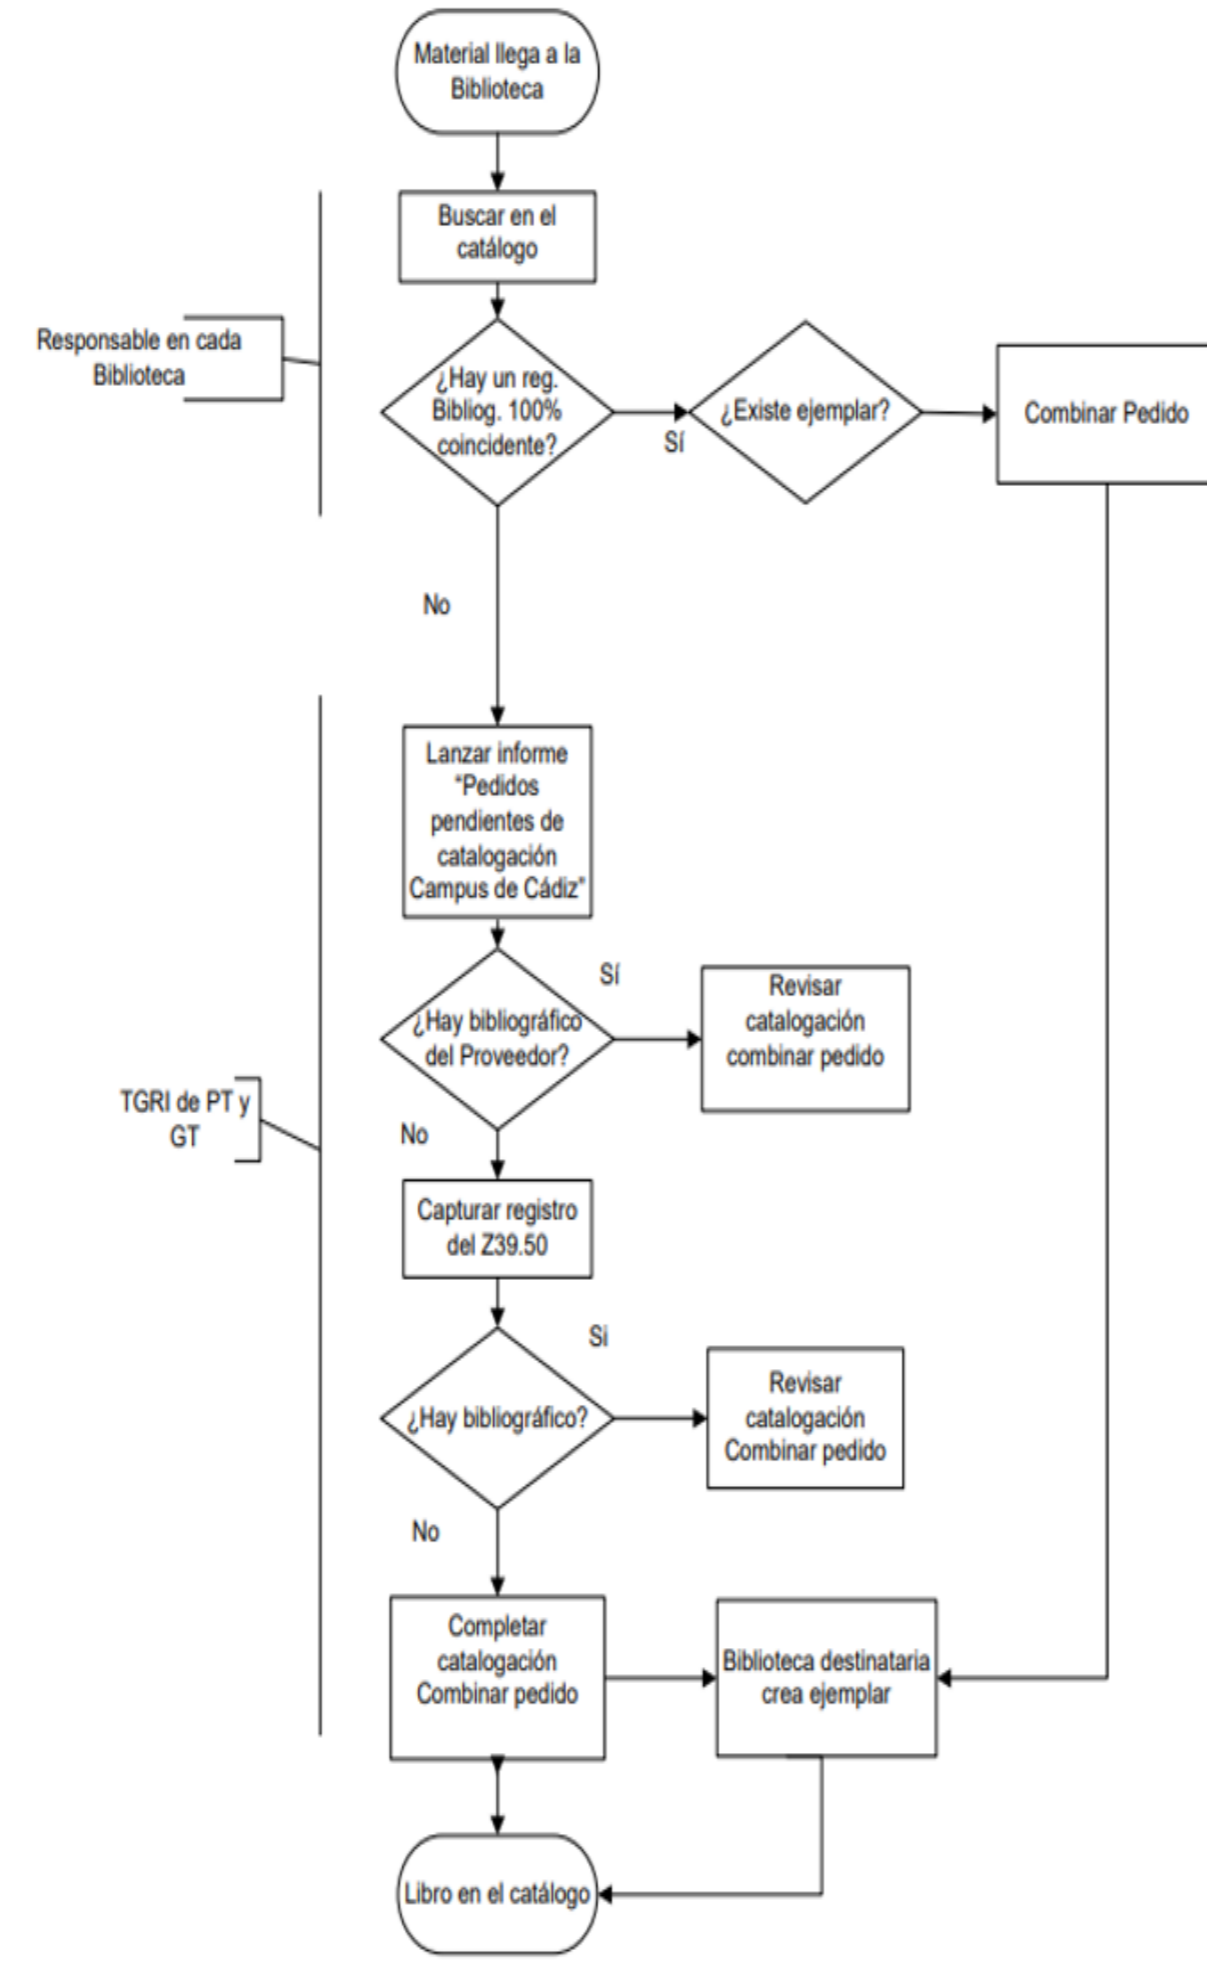 Material llega a la
Biblioteca
Buscar en el
catálogo
Responsable en cada
Biblioteca
¿Hay un reg.
Bibliog. 100%
coincidente?
Sí
¿Existe ejemplar?
Combinar Pedido
No
Lanzar informe
"Pedidos
pendientes de
catalogación
Campus de Cádiz"
¿Hay bibliográfico
del Proveedor?
Sí
Revisar
catalogación
combinar pedido
TGRI de PT y
GT
No
Capturar registro
del Z39.50
¿Hay bibliográfico?
Si
Revisar
catalogación
Combinar pedido
No
Completar
catalogación
Combinar pedido
Biblioteca destinataria
crea ejemplar
Libro en el catálogo